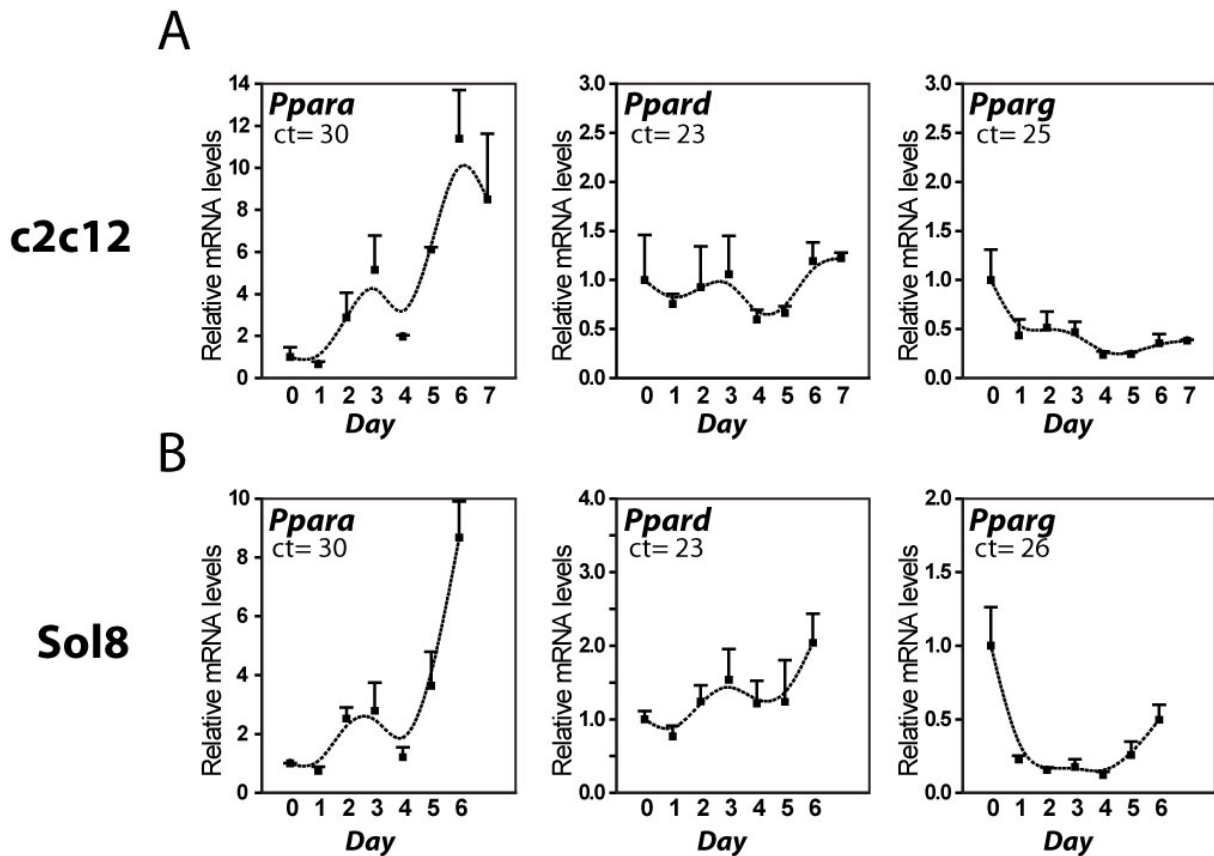 A
c2c12
Relative mRNA levels
14
12
10
8
6
4
2
0
Ppara
ct= 30
0 1 2 3 4 5 6 7
Day
Relative mRNA levels
3.0
2.5
2.0
1.5
1.0
0.5
0.0
Ppard
ct= 23
0 1 2 3 4 5 6 7
Day
Relative mRNA levels
3.0
2.5
2.0
1.5
1.0
0.5
0.0
Pparg
ct= 25
0 1 2 3 4 5 6 7
Day
B
Sol8
Relative mRNA levels
10
8
6
4
2
0
Ppara
ct= 30
0 1 2 3 4 5 6
Day
Relative mRNA levels
4.0
3.0
2.0
1.0
0.0
Ppard
ct= 23
0 1 2 3 4 5 6
Day
Relative mRNA levels
2.0
1.5
1.0
0.5
0.0
Pparg
ct= 26
0 1 2 3 4 5 6
Day